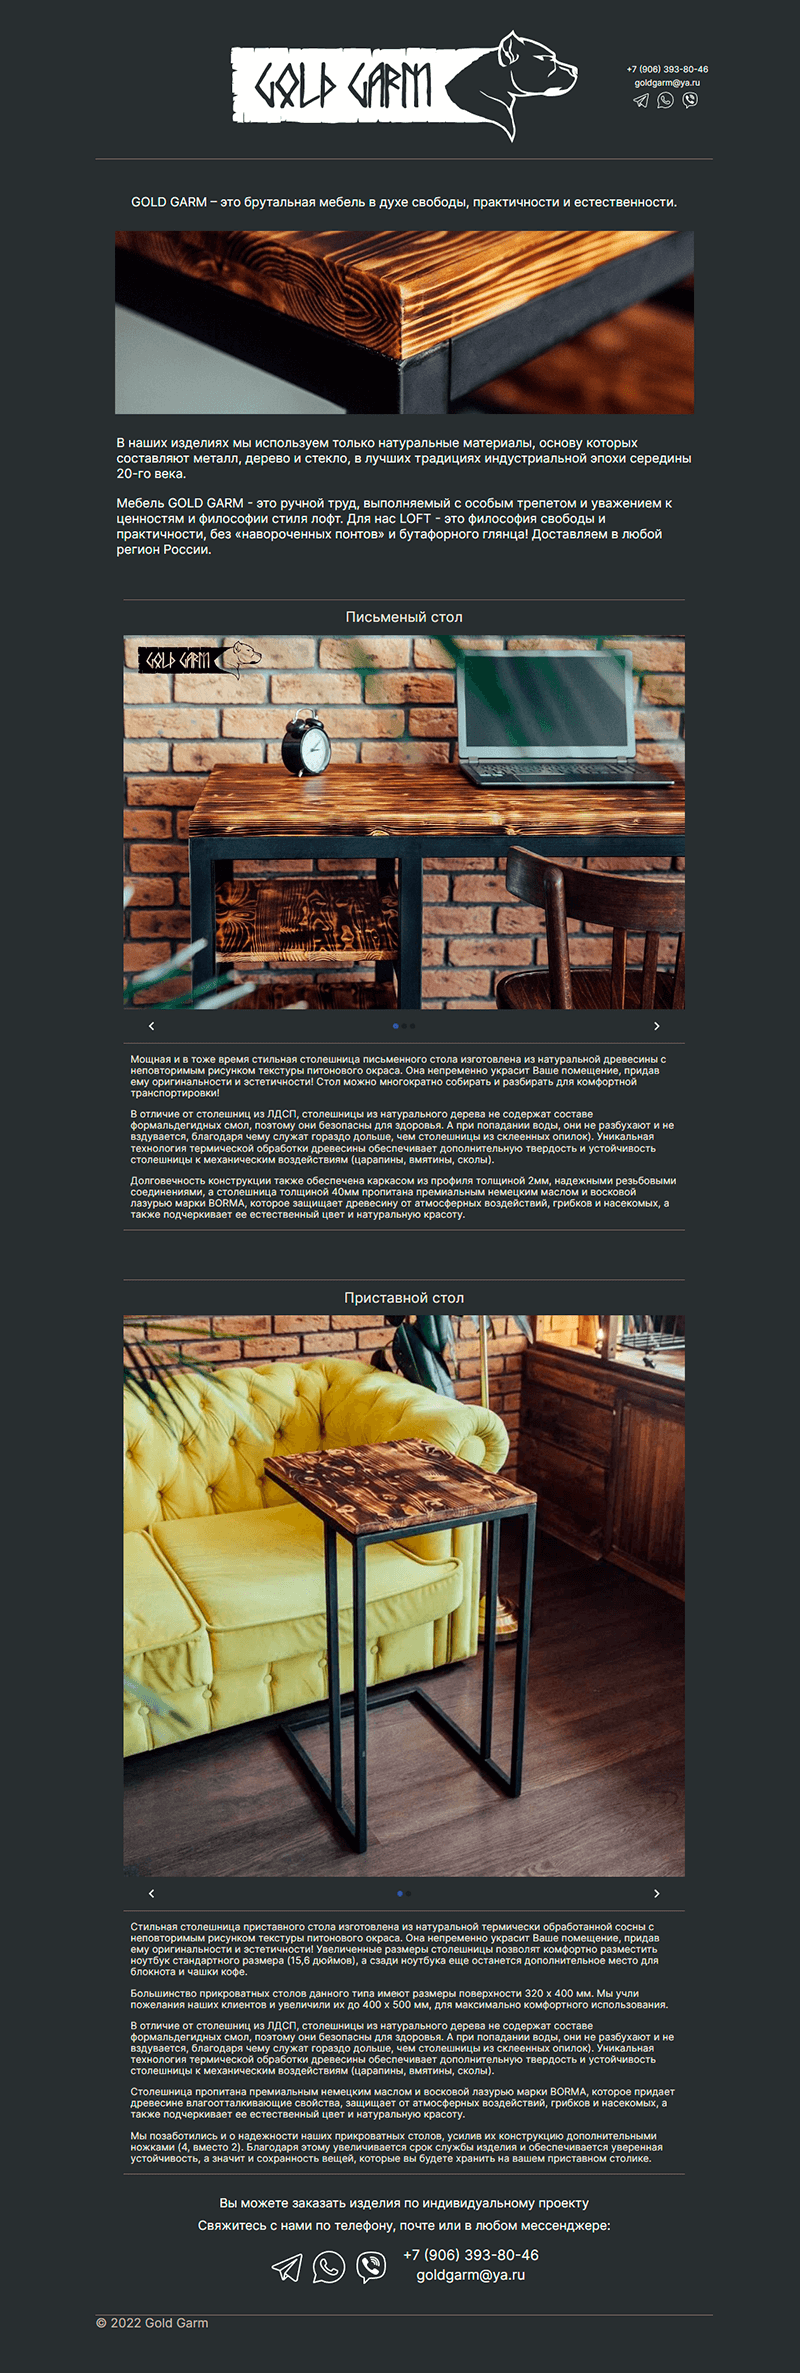 GOLD GARM
+7 (906) 393-80-46
goldgarm@ya.ru
GOLD GARM – это брутальная мебель в духе свободы, практичности и естественности.
В наших изделиях мы используем только натуральные материалы, основу которых
составляют металл, дерево и стекло, в лучших традициях индустриальной эпохи середины
20-го века.
Мебель GOLD GARM - это ручной труд, выполняемый с особым трепетом и уважением к
ценностям и философии стиля лофт. Для нас LOFT - это философия свободы и
практичности, без «навороченных понтов» и бутафорного глянца! Доставляем в любой
регион России.
Письменый стол
GOLD GARM
Мощная и в тоже время стильная столешница письменного стола изготовлена из натуральной древесины с
неповторимым рисунком текстуры питонового окраса. Она непременно украсит Ваше помещение, придав
ему оригинальности и эстетичности! Стол можно многократно собирать и разбирать для комфортной
транспортировки!
В отличие от столешниц из ЛДСП, столешницы из натурального дерева не содержат составе
формальдегидных смол, поэтому они безопасны для здоровья. А при попадании воды, они не разбухают и не
вздувается, благодаря чему служат гораздо дольше, чем столешницы из склеенных опилок). Уникальная
технология термической обработки древесины обеспечивает дополнительную твердость и устойчивость
столешницы к механическим воздействиям (царапины, вмятины, сколы).
Долговечность конструкции также обеспечена каркасом из профиля толщиной 2мм, надежными резьбовыми
соединениями, а столешница толщиной 40мм пропитана премиальным немецким маслом и восковой
лазурью марки BORMA, которое защищает древесину от атмосферных воздействий, грибков и насекомых, а
также подчеркивает ее естественный цвет и натуральную красоту.
Приставной стол
Стильная столешница приставного стола изготовлена из натуральной термически обработанной сосны с
неповторимым рисунком текстуры питонового окраса. Она непременно украсит Ваше помещение, придав
ему оригинальности и эстетичности! Увеличенные размеры столешницы позволят комфортно разместить
ноутбук стандартного размера (15,6 дюймов), а сзади ноутбука еще останется дополнительное место для
блокнота и чашки кофе.
Большинство прикроватных столов данного типа имеют размеры поверхности 320 х 400 мм. Мы учли
пожелания наших клиентов и увеличили их до 400 х 500 мм, для максимально комфортного использования.
В отличие от столешниц из ЛДСП, столешницы из натурального дерева не содержат составе
формальдегидных смол, поэтому они безопасны для здоровья. А при попадании воды, они не разбухают и не
вздувается, благодаря чему служат гораздо дольше, чем столешницы из склеенных опилок). Уникальная
технология термической обработки древесины обеспечивает дополнительную твердость и устойчивость
столешницы к механическим воздействиям (царапины, вмятины, сколы).
Столешница пропитана премиальным немецким маслом и восковой лазурью марки BORMA, которое придает
древесине влагоотталкивающие свойства, защищает от атмосферных воздействий, грибков и насекомых, а
также подчеркивает ее естественный цвет и натуральную красоту.
Мы позаботились и о надежности наших прикроватных столов, усилив их конструкцию дополнительными
ножками (4, вместо 2). Благодаря этому увеличивается срок службы изделия и обеспечивается уверенная
устойчивость, а значит и сохранность вещей, которые вы будете хранить на вашем приставном столике.
Вы можете заказать изделия по индивидуальному проекту
Свяжитесь с нами по телефону, почте или в любом мессенджере:
+7 (906) 393-80-46
goldgarm@ya.ru
© 2022 Gold Garm